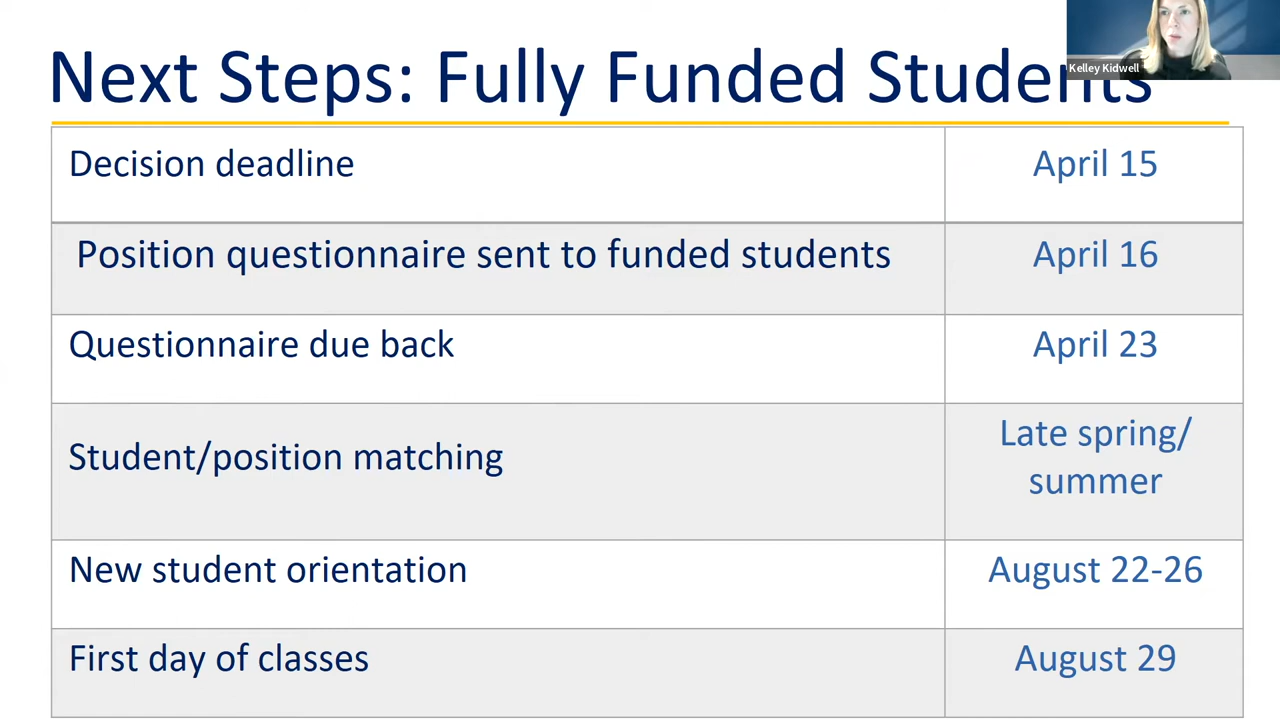 Next Steps: Fully Funded Students
Kelley Kidwell
Decision deadline April 15
Position questionnaire sent to funded students April 16
Questionnaire due back April 23
Student/position matching Late spring/
summer
New student orientation August 22-26
First day of classes August 29